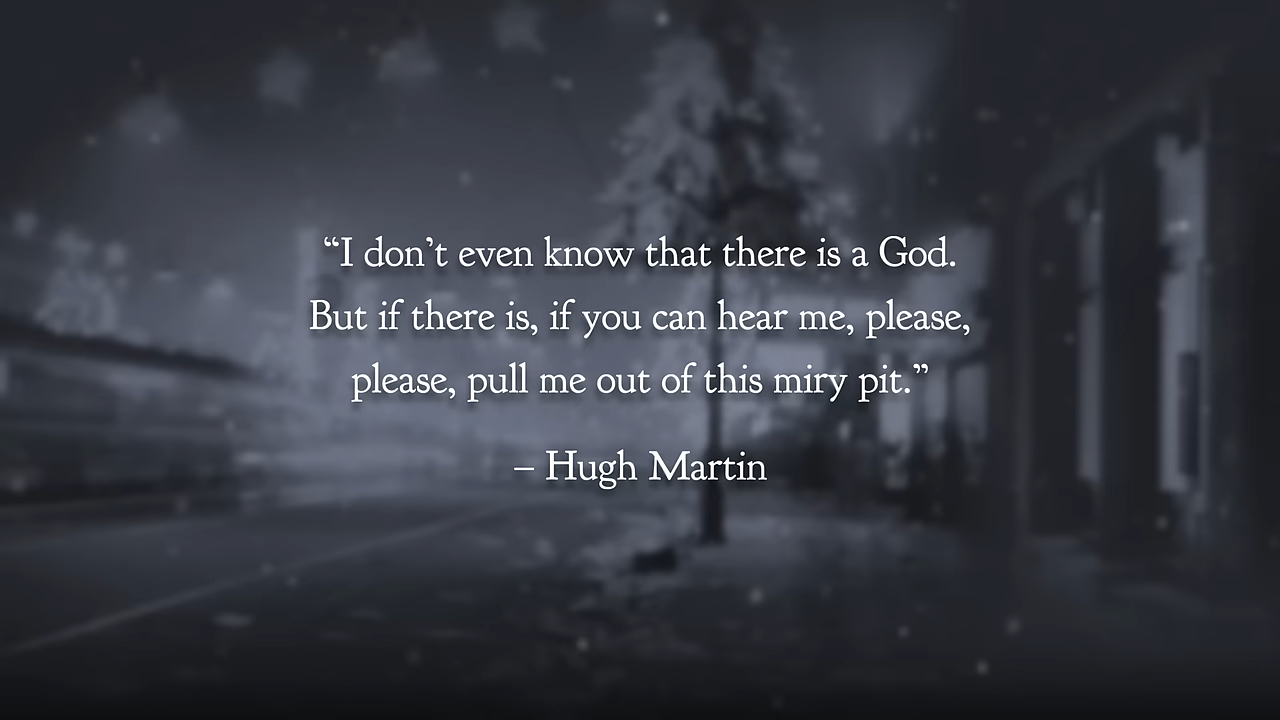 “I don’t even know that there is a God.
But if there is, if you can hear me, please,
please, pull me out of this miry pit.”
– Hugh Martin